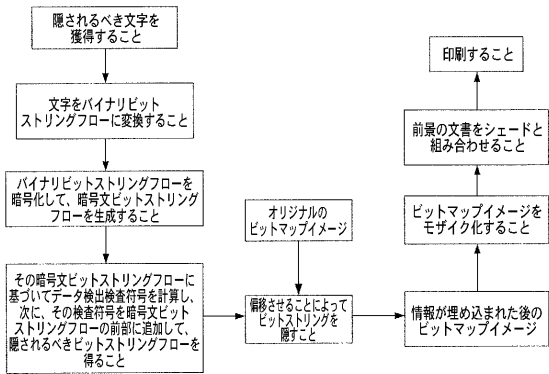 隠されるべき文字を
獲得すること
文字をバイナリビット
ストリングフローに変換すること
バイナリビットストリングフローを
暗号化して、暗号文ビットストリング
フローを生成すること
その暗号文ビットストリングフローに
基づいてデータ検出検査符号を計算し、
次に、その検査符号を暗号文ビット
ストリングフローの前部に追加して、
隠されるべきビットストリングフローを
得ること
オリジナルの
ビットマップイメージ
偏移させることによって
ビットストリングを
隠すこと
情報が埋め込まれた後の
ビットマップイメージ
ビットマップイメージを
モザイク化すること
前景の文書をシェードと
組み合わせること
印刷すること